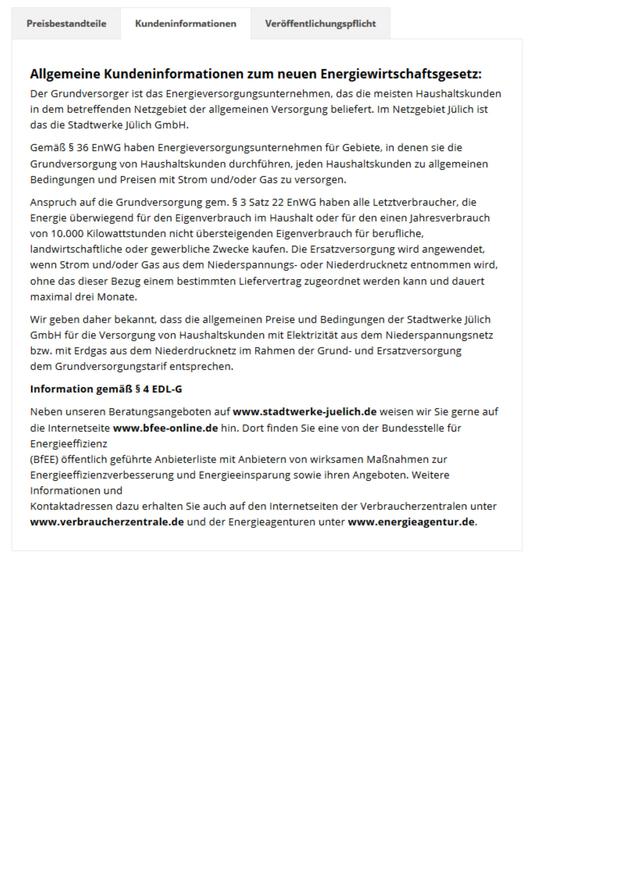 Preisbestandteile Kundeninformationen Veröffentlichungspflicht
Allgemeine Kundeninformationen zum neuen Energiewirtschaftsgesetz:
Der Grundversorger ist das Energieversorgungsunternehmen, das die meisten Haushaltskunden
in dem betreffenden Netzgebiet der allgemeinen Versorgung beliefert. Im Netzgebiet Jülich ist
das die Stadtwerke Jülich GmbH.
Gemäß § 36 EnWG haben Energieversorgungsunternehmen für Gebiete, in denen sie die
Grundversorgung von Haushaltskunden durchführen, jeden Haushaltskunden zu allgemeinen
Bedingungen und Preisen mit Strom und/oder Gas zu versorgen.
Anspruch auf die Grundversorgung gem. § 3 Satz 22 EnWG haben alle Letztverbraucher, die
Energie überwiegend für den Eigenverbrauch im Haushalt oder für den einen Jahresverbrauch
von 10.000 Kilowattstunden nicht übersteigenden Eigenverbrauch für berufliche,
landwirtschaftliche oder gewerbliche Zwecke kaufen. Die Ersatzversorgung wird angewendet,
wenn Strom und/oder Gas aus dem Niederspannungs- oder Niederdrucknetz entnommen wird,
ohne das dieser Bezug einem bestimmten Liefervertrag zugeordnet werden kann und dauert
maximal drei Monate.
Wir geben daher bekannt, dass die allgemeinen Preise und Bedingungen der Stadtwerke Jülich
GmbH für die Versorgung von Haushaltskunden mit Elektrizität aus dem Niederspannungsnetz
bzw. mit Erdgas aus dem Niederdrucknetz im Rahmen der Grund- und Ersatzversorgung
dem Grundversorgungstarif entsprechen.
Information gemäß § 4 EDL-G
Neben unseren Beratungsangeboten auf www.stadtwerke-juelich.de weisen wir Sie gerne auf
die Internetseite www.bfee-online.de hin. Dort finden Sie eine von der Bundesstelle für
Energieeffizienz
(BfEE) öffentlich geführte Anbieterliste mit Anbietern von wirksamen Maßnahmen zur
Energieeffizienzverbesserung und Energieeinsparung sowie ihren Angeboten. Weitere
Informationen und
Kontaktadressen dazu erhalten Sie auch auf den Internetseiten der Verbraucherzentralen unter
www.verbraucherzentrale.de und der Energieagenturen unter www.energieagentur.de.